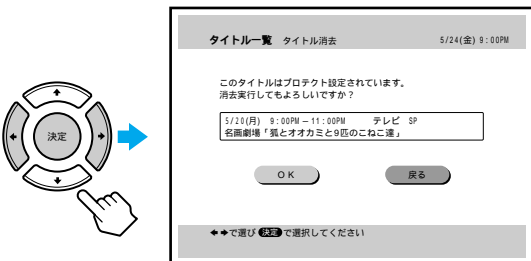 タイトル一覧 タイトル消去 5/24(金) 9:00PM
このタイトルはプロテクト設定されています。
消去実行してもよろしいですか?
5/20(月) 9:00PM－11:00PM テレビ SP
名画劇場「狐とオオカミと9匹のこねこ達」
決定
OK 戻る
で選び 決定 で選択してください